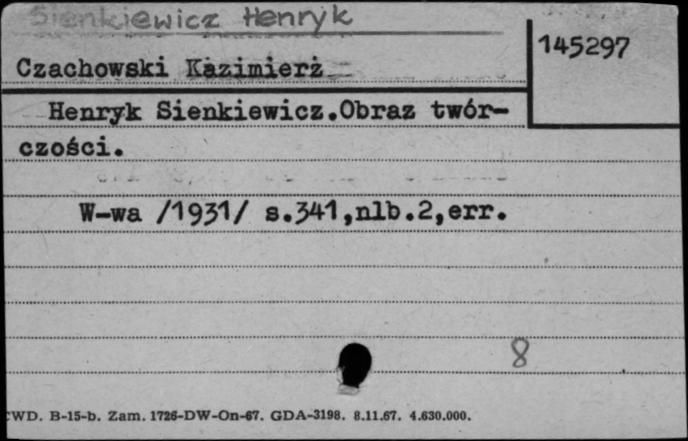 Sienkiewicz Henryk
145297
Czachowski Kazimierz
Henryk Sienkiewicz.Obraz twór-
czości.
W-wa /1931/ s.341,nlb.2,err.
8
WD. B-15-b. Zam. 1726-DW-On-67. GDA-3198. 8.11.67. 4.630.000.